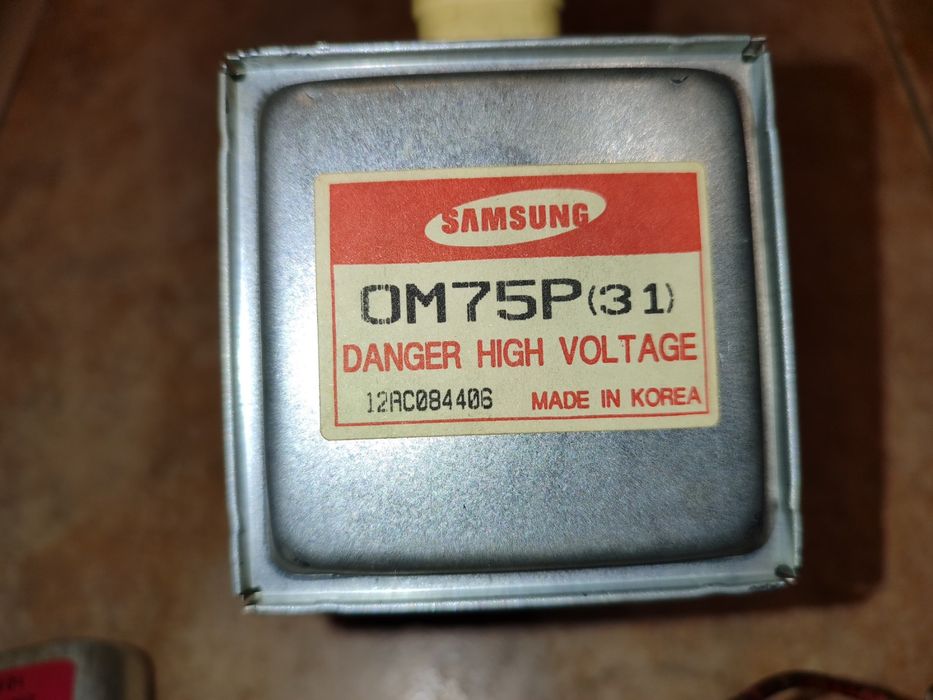 SAMSUNG
OM75P(31)
DANGER HIGH VOLTAGE
12AC084406 MADE IN KOREA